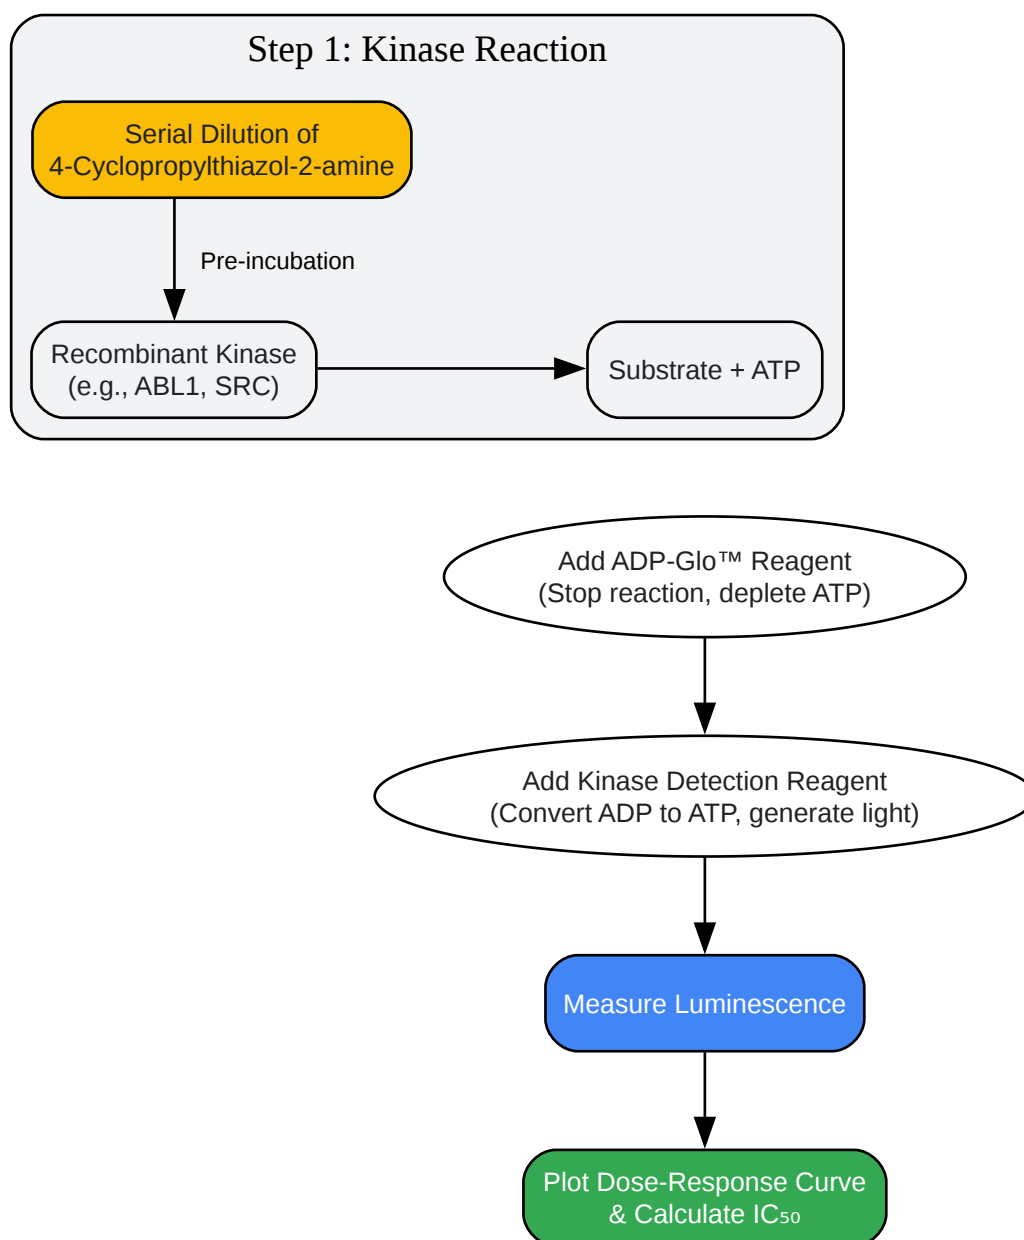 Step 1: Kinase Reaction
Serial Dilution of
4-Cyclopropylthiazol-2-amine
Pre-incubation
Recombinant Kinase
(e.g., ABL1, SRC)
Substrate + ATP
Add ADP-Glo™ Reagent
(Stop reaction, deplete ATP)
Add Kinase Detection Reagent
(Convert ADP to ATP, generate light)
Measure Luminescence
Plot Dose-Response Curve
& Calculate IC₅₀